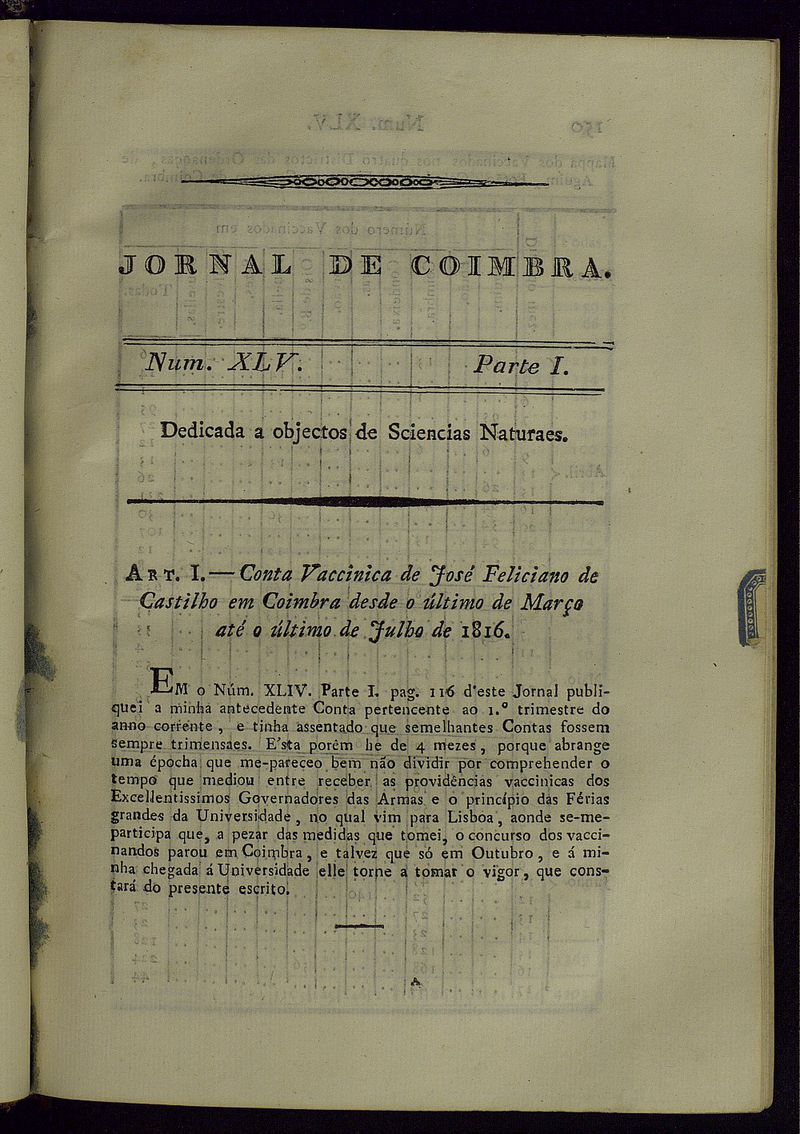 JORNAL DE COIMBRA.
Num. XLV. Parte I.
Dedicada a objectos de Sciencias Naturaes.
ART. I. — Conta Vaccinica de José Feliciano de
Castilho em Coimbra desde o último de Março
até o último de Julho de 1816.
EM o Núm. XLIV. Parte I. pag. 116 d'este Jornal publi-
quei a minha antecedente Conta pertencente ao 1.º trimestre do
anno corrente, e tinha assentado que semelhantes Contas fossem
sempre trimensaes. E'sta porêm he de 4 mezes, porque abrange
uma épocha que me-pareceo bem não dividir por comprehender o
tempo que mediou entre receber as providências vaccinicas dos
Excellentissimos Governadores das Armas e o princípio das Férias
grandes da Universidade, no qual vim para Lisboa, aonde se-me-
participa que, a pezar das medidas que tomei, o concurso dos vacci-
nandos parou em Coimbra, e talvez que só em Outubro, e á mi-
nha chegada á Universidade elle torne a tomar o vigor, que cons-
tará do presente escrito.
A